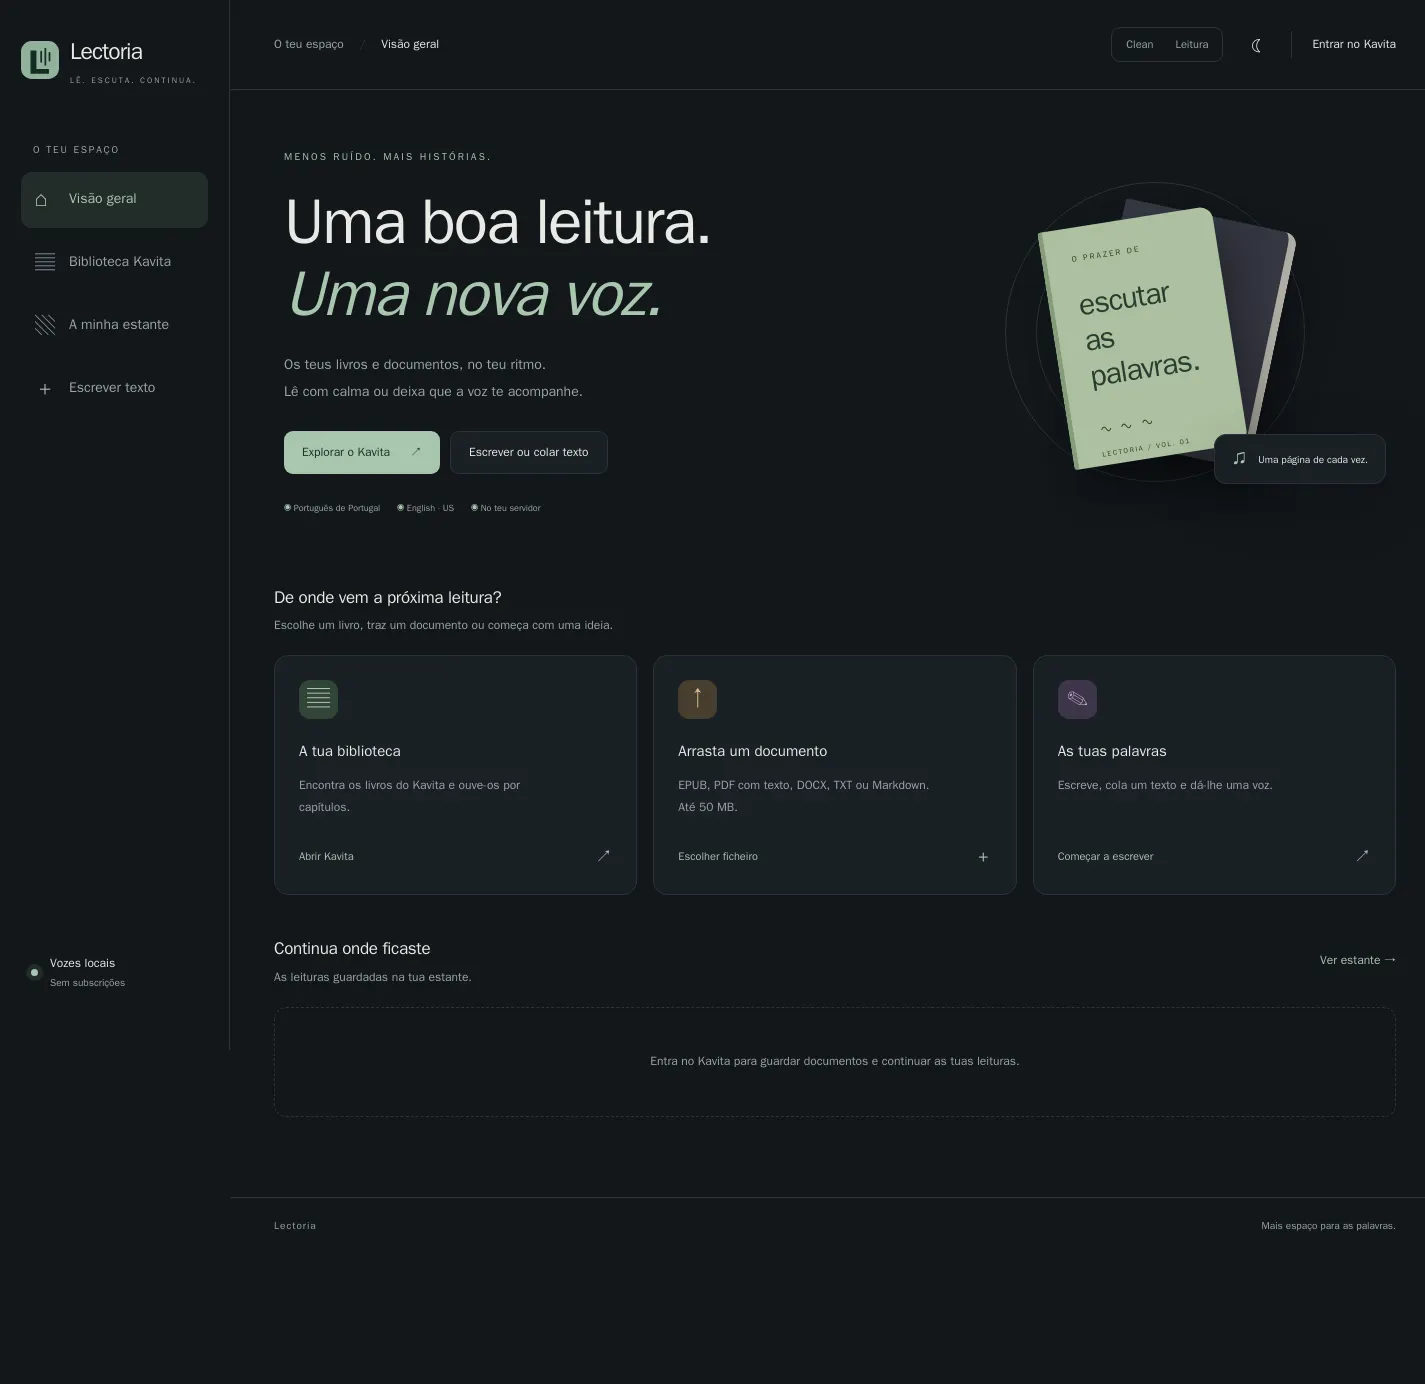 Lectoria
LÊ. ESCUTA. CONTINUA.
O TEU ESPAÇO
Visão geral
Biblioteca Kavita
A minha estante
Escrever texto
Vozes locais
Sem subscrições
O teu espaço / Visão geral
Clean Leitura
Entrar no Kavita
MENOS RUÍDO. MAIS HISTÓRIAS.
Uma boa leitura.
Uma nova voz.
Os teus livros e documentos, no teu ritmo.
Lê com calma ou deixa que a voz te acompanhe.
Explorar o Kavita ↗
Escrever ou colar texto
Português de Portugal
English · US
No teu servidor
O PRAZER DE
escutar
as
palavras.
LECTORIA / VOL. 01
Uma página de cada vez.
De onde vem a próxima leitura?
Escolhe um livro, traz um documento ou começa com uma ideia.
A tua biblioteca
Encontra os livros do Kavita e ouve-os por
capítulos.
Abrir Kavita ↗
Arrasta um documento
EPUB, PDF com texto, DOCX, TXT ou Markdown.
Até 50 MB.
Escolher ficheiro +
As tuas palavras
Escreve, cola um texto e dá-lhe uma voz.
Começar a escrever ↗
Continua onde ficaste
As leituras guardadas na tua estante.
Ver estante →
Entra no Kavita para guardar documentos e continuar as tuas leituras.
Lectoria
Mais espaço para as palavras.